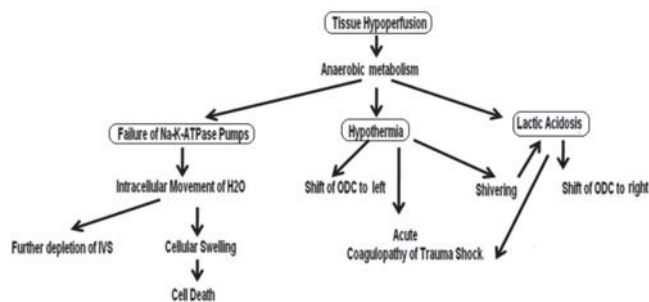 Tissue Hypoperfusion
Anaerobic metabolism
Failure of Na-K-ATPase Pumps
Hypothermia
Lactic Acidosis
Intracellular Movement of H2O
Shift of ODC to left
Shivering
Shift of ODC to right
Further depletion of IVS
Cellular Swelling
Acute
Coagulopathy of Trauma Shock.
Cell Death